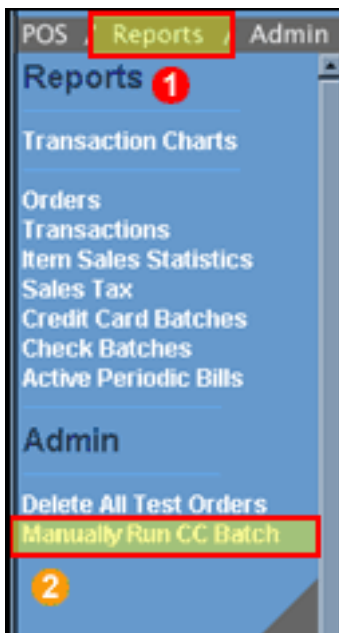 POS / Reports / Admin
Reports 1
Transaction Charts
Orders
Transactions
Item Sales Statistics
Sales Tax
Credit Card Batches
Check Batches
Active Periodic Bills
Admin
Delete All Test Orders
Manually Run CC Batch
2